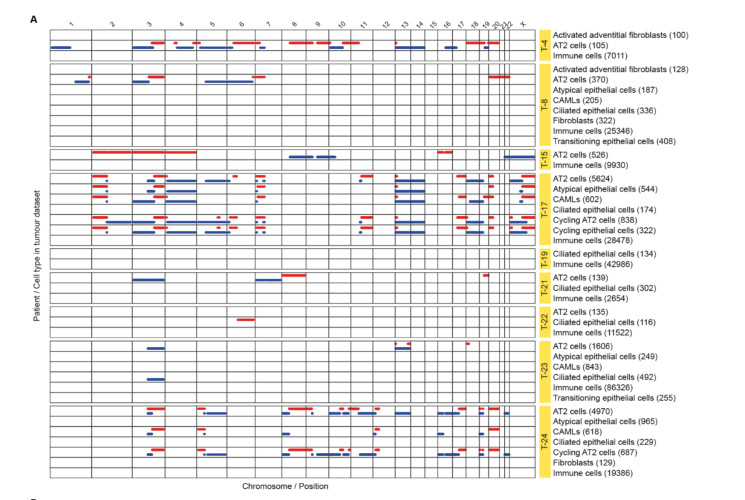 A
1 2 3 4 5 6 7 8 9 10 11 12 13 14 15 16 17 18 19 20 21 22 X
Patient / Cell type in tumour dataset
T-4
Activated adventitial fibroblasts (100)
AT2 cells (105)
Immune cells (7011)
T-8
Activated adventitial fibroblasts (128)
AT2 cells (370)
Atypical epithelial cells (187)
CAMLs (205)
Ciliated epithelial cells (336)
Fibroblasts (322)
Immune cells (25346)
Transitioning epithelial cells (408)
T-15
AT2 cells (526)
Immune cells (9930)
T-17
AT2 cells (5624)
Atypical epithelial cells (544)
CAMLs (602)
Ciliated epithelial cells (174)
Cycling AT2 cells (838)
Cycling epithelial cells (322)
Immune cells (28478)
T-19
Ciliated epithelial cells (134)
Immune cells (42986)
T-21
AT2 cells (139)
Ciliated epithelial cells (302)
Immune cells (2654)
T-22
AT2 cells (135)
Ciliated epithelial cells (116)
Immune cells (11522)
T-23
AT2 cells (1606)
Atypical epithelial cells (249)
CAMLs (843)
Ciliated epithelial cells (492)
Immune cells (86326)
Transitioning epithelial cells (255)
T-24
AT2 cells (4970)
Atypical epithelial cells (965)
CAMLs (618)
Ciliated epithelial cells (229)
Cycling AT2 cells (687)
Fibroblasts (129)
Immune cells (19386)
Chromosome / Position